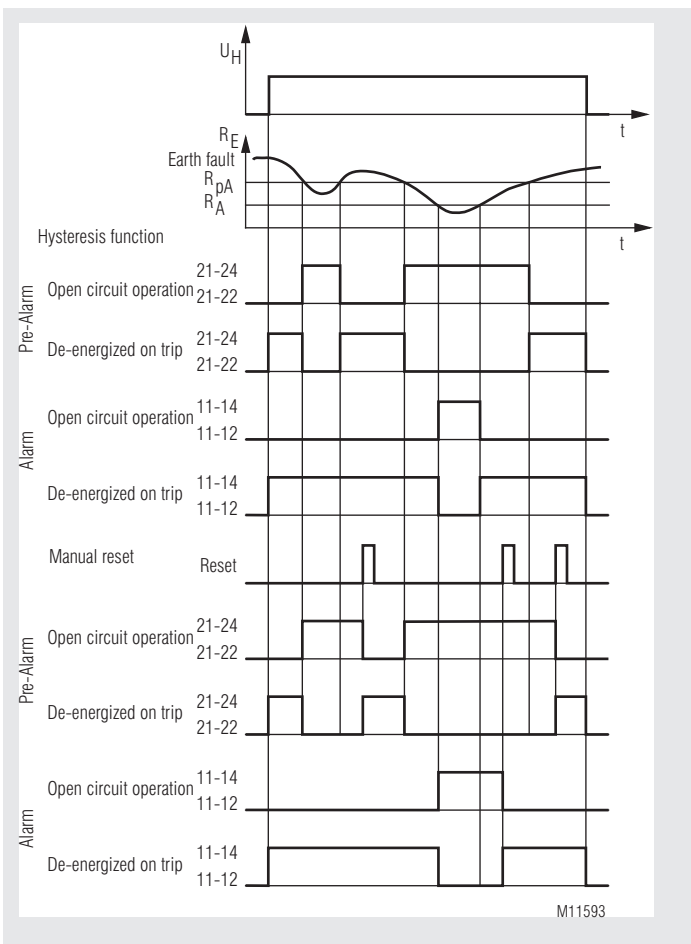 U_H
t
R_E
Earth fault
R_pA
R_A
t
Hysteresis function
Pre-Alarm
Open circuit operation 21-24
21-22
De-energized on trip 21-24
21-22
Alarm
Open circuit operation 11-14
11-12
De-energized on trip 11-14
11-12
Manual reset Reset
Pre-Alarm
Open circuit operation 21-24
21-22
De-energized on trip 21-24
21-22
Alarm
Open circuit operation 11-14
11-12
De-energized on trip 11-14
11-12
M11593